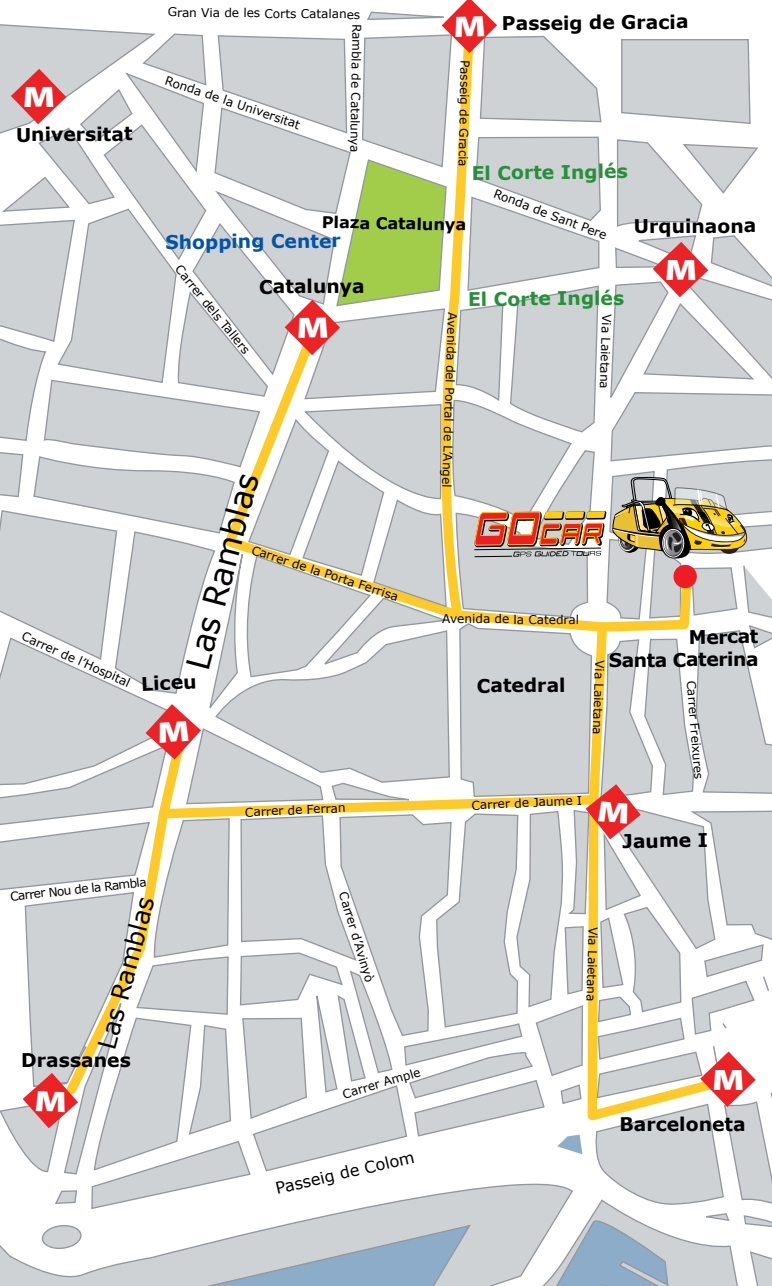 Gran Via de les Corts Catalanes
M
Passeig de Gracia
Rambla de Catalunya
Passeig de Gracia
M
Universitat
Ronda de la Universitat
El Corte Inglés
Ronda de Sant Pere
Plaza Catalunya
Urquinaona
M
Shopping Center
Catalunya
M
El Corte Inglés
Carrer dels Tallers
Via Laietana
Avenida del Portal de L'Angel
Las Ramblas
GOCAR
GPS GUIDED TOURS
Carrer de la Porta Ferrisa
Avenida de la Catedral
Mercat
Santa Caterina
Carrer de l'Hospital
Liceu
M
Catedral
Via Laietana
Carrer Freixures
Carrer de Ferran
Carrer de Jaume I
M
Jaume I
Carrer Nou de la Rambla
Las Ramblas
Carrer d'Avinyò
Via Laietana
Drassanes
M
Carrer Ample
M
Barceloneta
Passeig de Colom